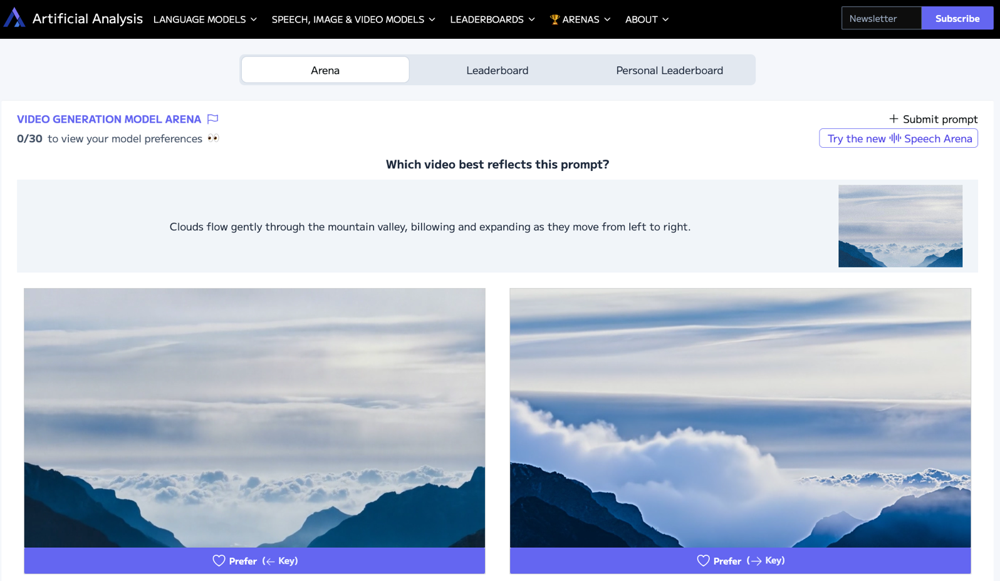 Artificial Analysis LANGUAGE MODELS SPEECH, IMAGE & VIDEO MODELS LEADERBOARDS 🏆 ARENAS ABOUT Newsletter Subscribe
Arena Leaderboard Personal Leaderboard
VIDEO GENERATION MODEL ARENA + Submit prompt
0/30 to view your model preferences 👀 Try the new Speech Arena
Which video best reflects this prompt?
Clouds flow gently through the mountain valley, billowing and expanding as they move from left to right.
Prefer (← Key) Prefer (→ Key)